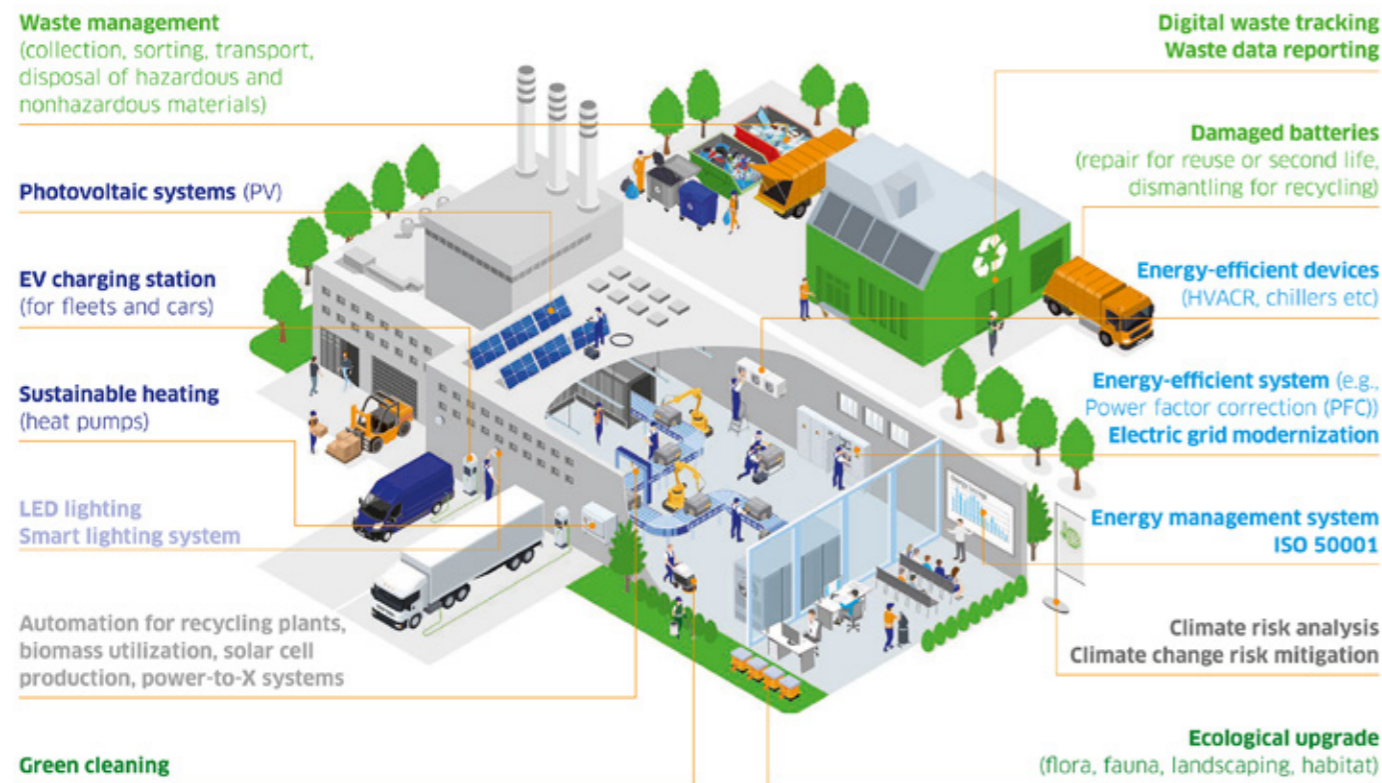 Waste management
(collection, sorting, transport,
disposal of hazardous and
nonhazardous materials)
Photovoltaic systems (PV)
EV charging station
(for fleets and cars)
Sustainable heating
(heat pumps)
LED lighting
Smart lighting system
Automation for recycling plants,
biomass utilization, solar cell
production, power-to-X systems
Green cleaning
Digital waste tracking
Waste data reporting
Damaged batteries
(repair for reuse or second life,
dismantling for recycling)
Energy-efficient devices
(HVACR, chillers etc)
Energy-efficient system (e.g.,
Power factor correction (PFC))
Electric grid modernization
Energy management system
ISO 50001
Climate risk analysis
Climate change risk mitigation
Ecological upgrade
(flora, fauna, landscaping, habitat)